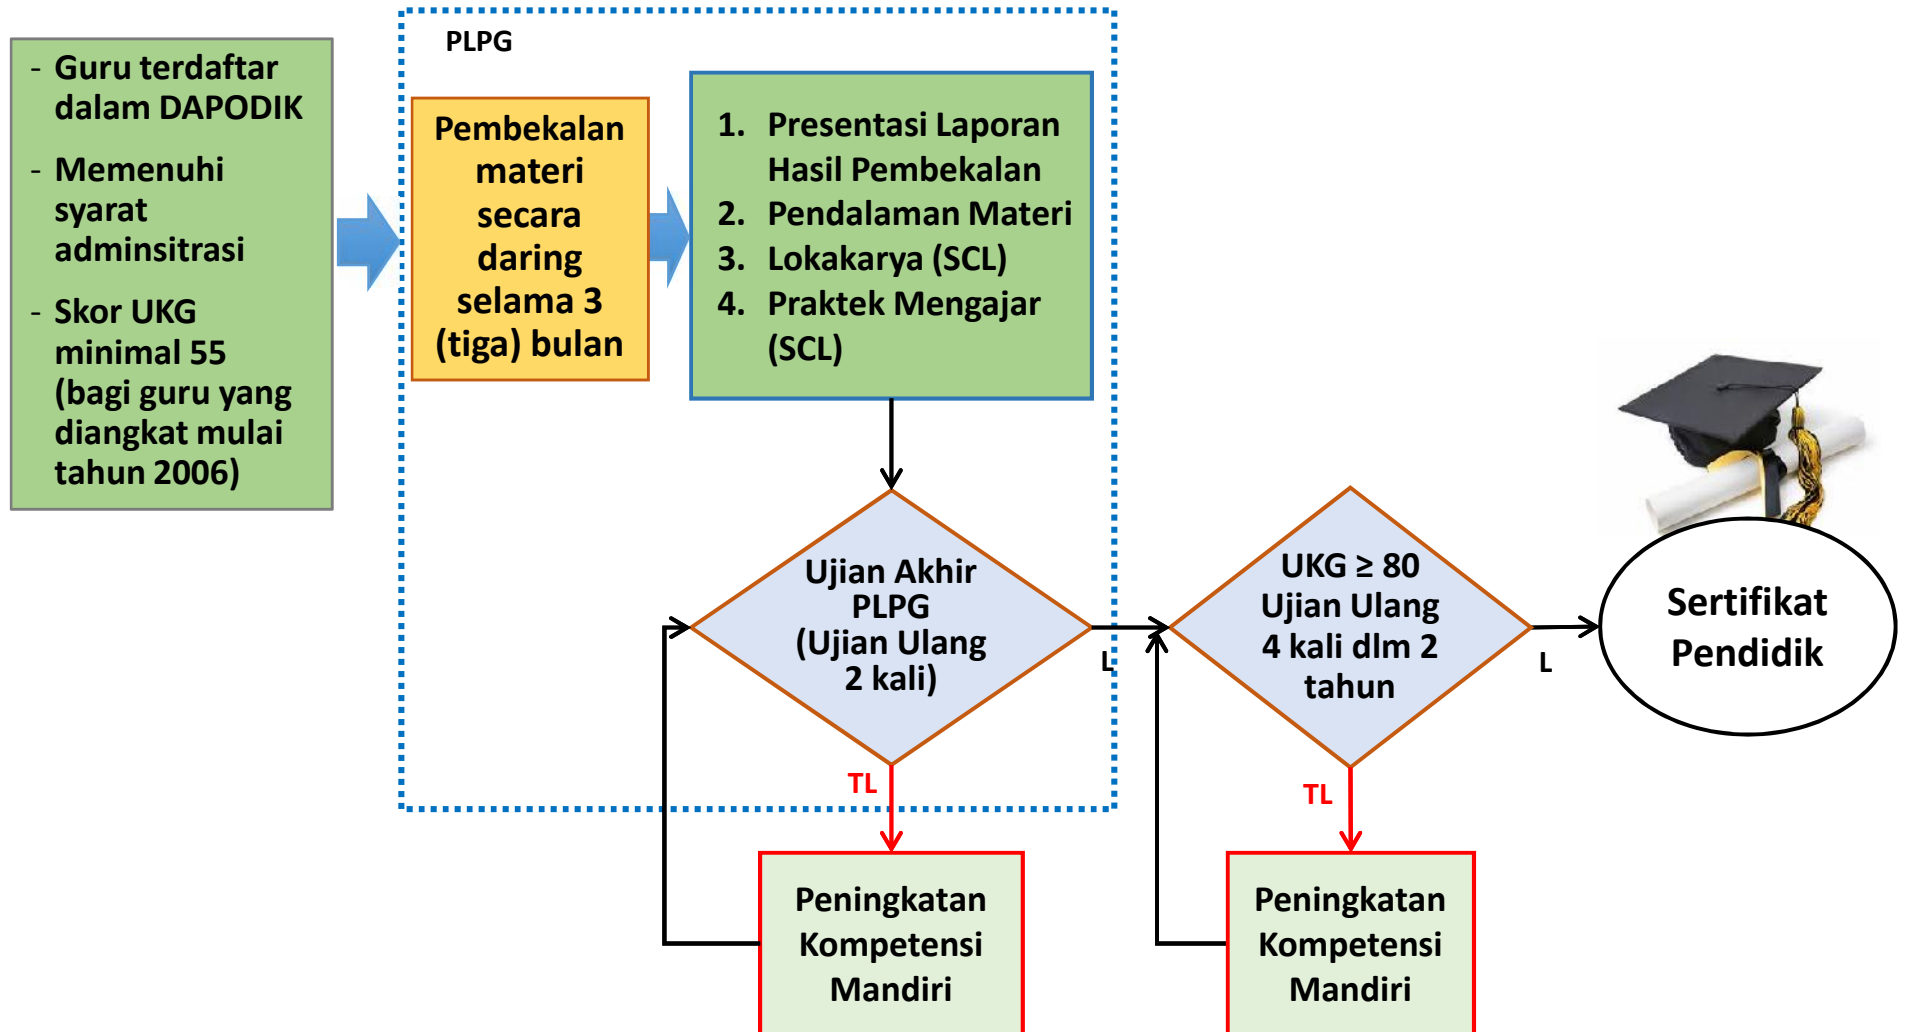 - Guru terdaftar
dalam DAPODIK
- Memenuhi
syarat
adminsitrasi
- Skor UKG
minimal 55
(bagi guru yang
diangkat mulai
tahun 2006)
PLPG
Pembekalan
materi
secara
daring
selama 3
(tiga) bulan
1. Presentasi Laporan
Hasil Pembekalan
2. Pendalaman Materi
3. Lokakarya (SCL)
4. Praktek Mengajar
(SCL)
Ujian Akhir
PLPG
(Ujian Ulang
2 kali)
L
TL
Peningkatan
Kompetensi
Mandiri
UKG ≥ 80
Ujian Ulang
4 kali dlm 2
tahun
L
TL
Peningkatan
Kompetensi
Mandiri
Sertifikat
Pendidik